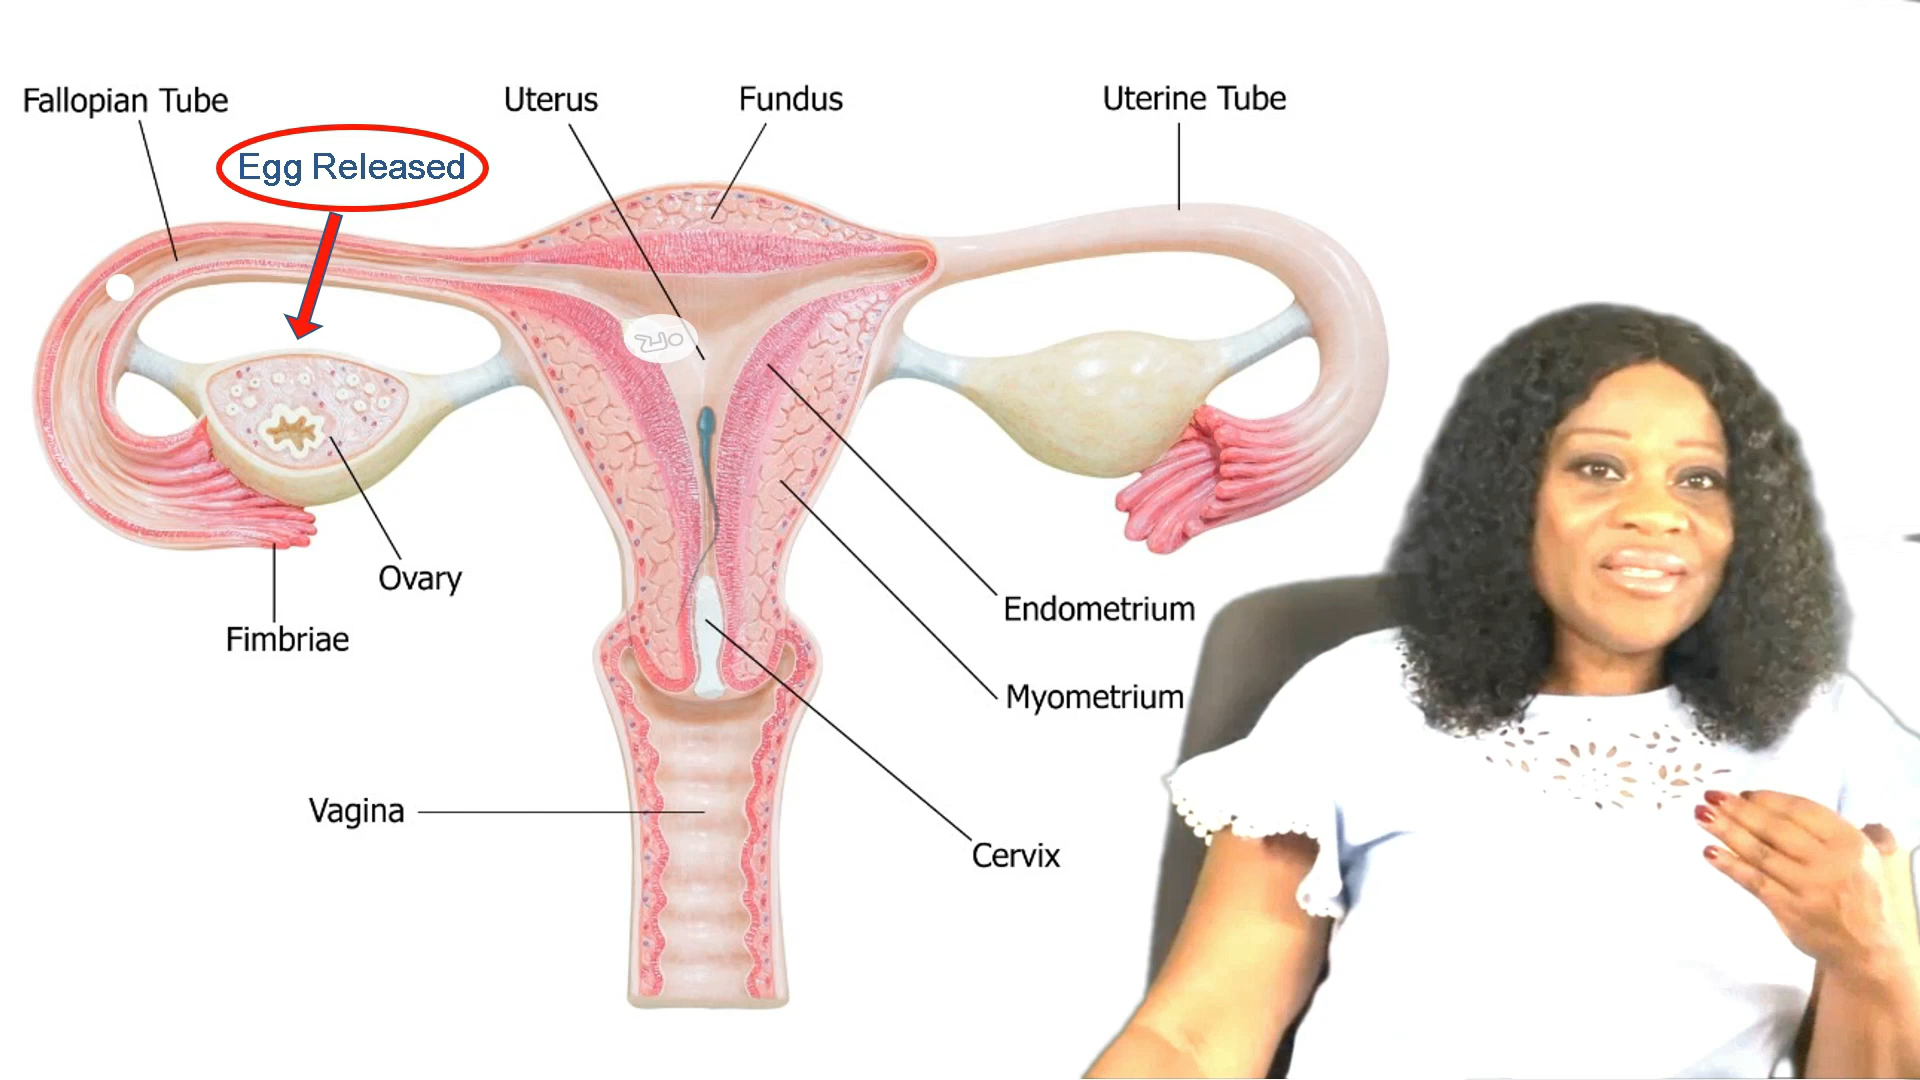 Fallopian Tube
Uterus
Fundus
Uterine Tube
Egg Released
Ovary
Fimbriae
Endometrium
Myometrium
Vagina
Cervix